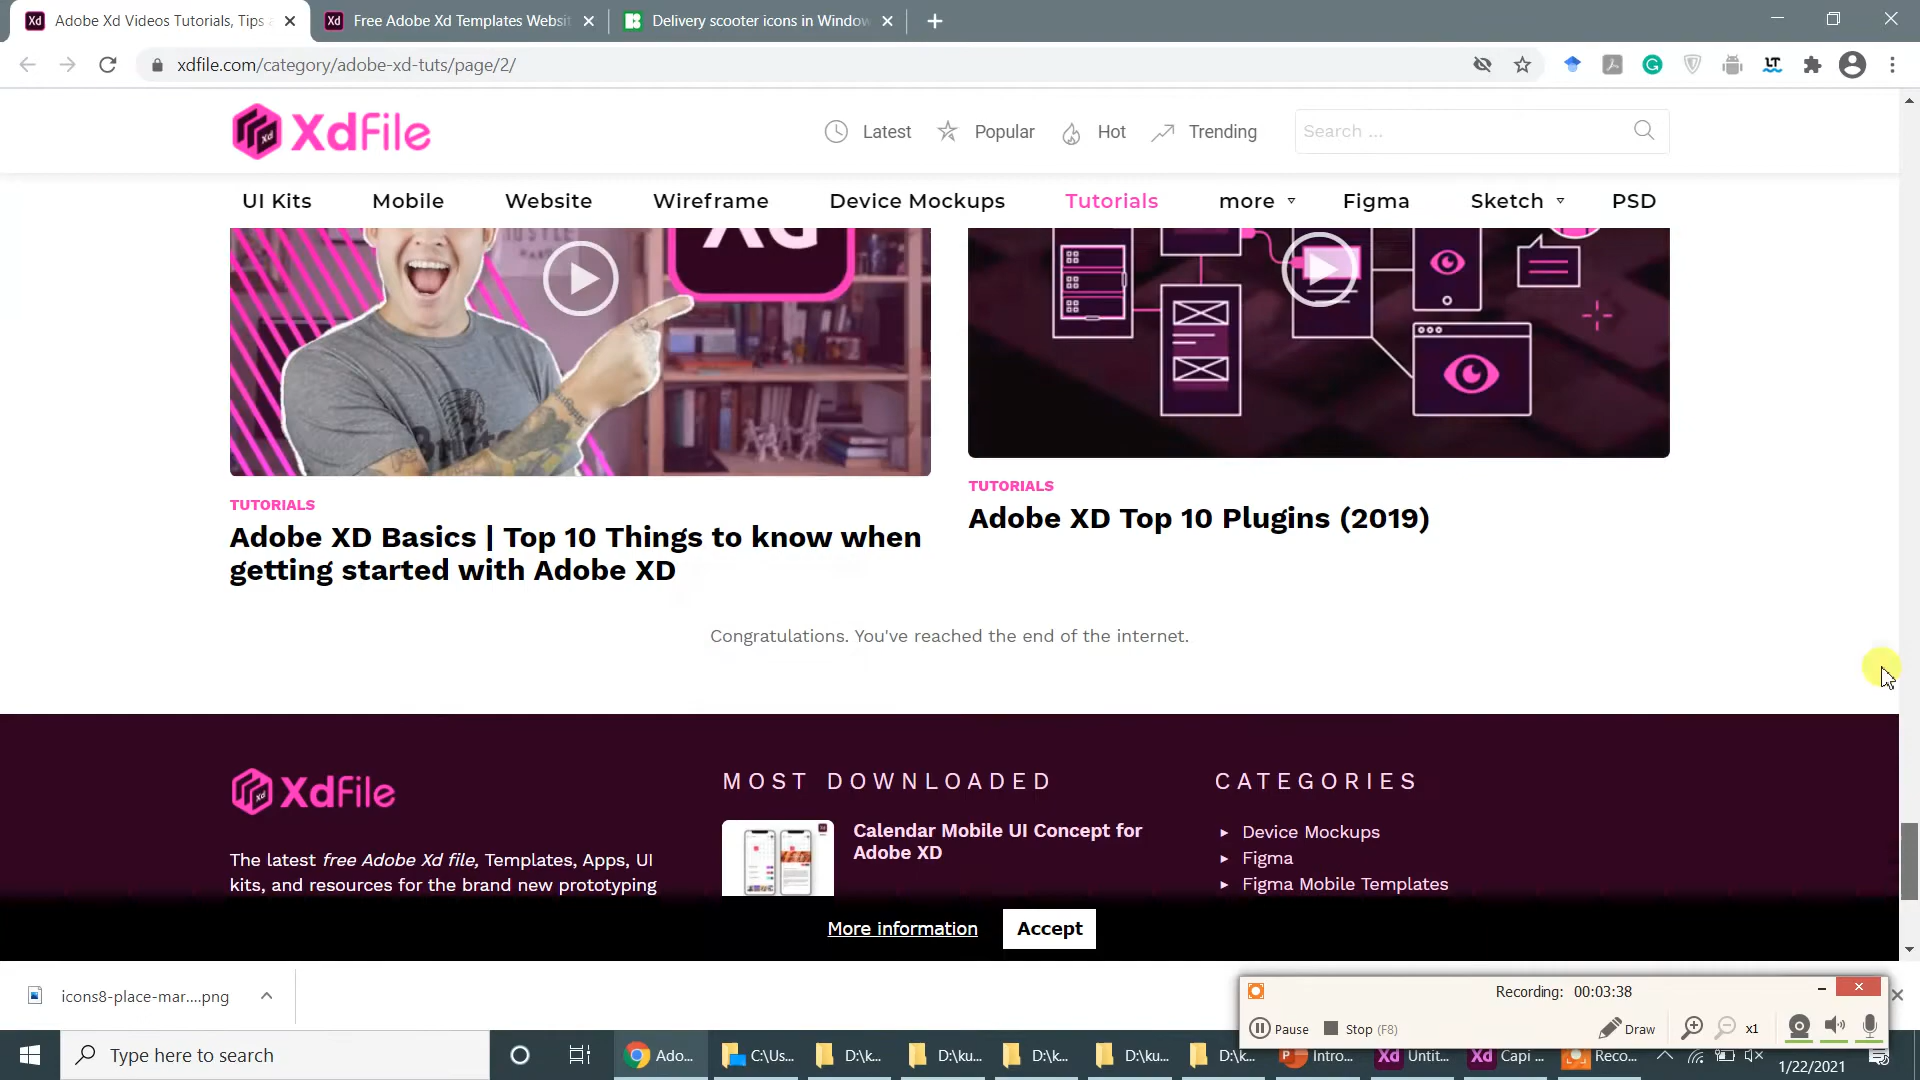 Adobe Xd Videos Tutorials, Tips a
Free Adobe Xd Templates Websit
Delivery scooter icons in Window
xdfile.com/category/adobe-xd-tuts/page/2/
XdFile
Latest
Popular
Hot
Trending
Search ...
UI Kits
Mobile
Website
Wireframe
Device Mockups
Tutorials
more
Figma
Sketch
PSD
TUTORIALS
Adobe XD Basics | Top 10 Things to know when
getting started with Adobe XD
TUTORIALS
Adobe XD Top 10 Plugins (2019)
Congratulations. You've reached the end of the internet.
XdFile
The latest free Adobe Xd file, Templates, Apps, UI
kits, and resources for the brand new prototyping
MOST DOWNLOADED
Calendar Mobile UI Concept for
Adobe XD
CATEGORIES
Device Mockups
Figma
Figma Mobile Templates
More information
Accept
icons8-place-mar....png
Recording: 00:03:38
Pause
Stop (F8)
Draw
x1
Type here to search
Ado...
C:\Us...
D:\k...
D:\ku...
D:\k...
D:\ku...
D:\k...
Intro...
Untit...
Capi ...
Reco...
1/22/2021